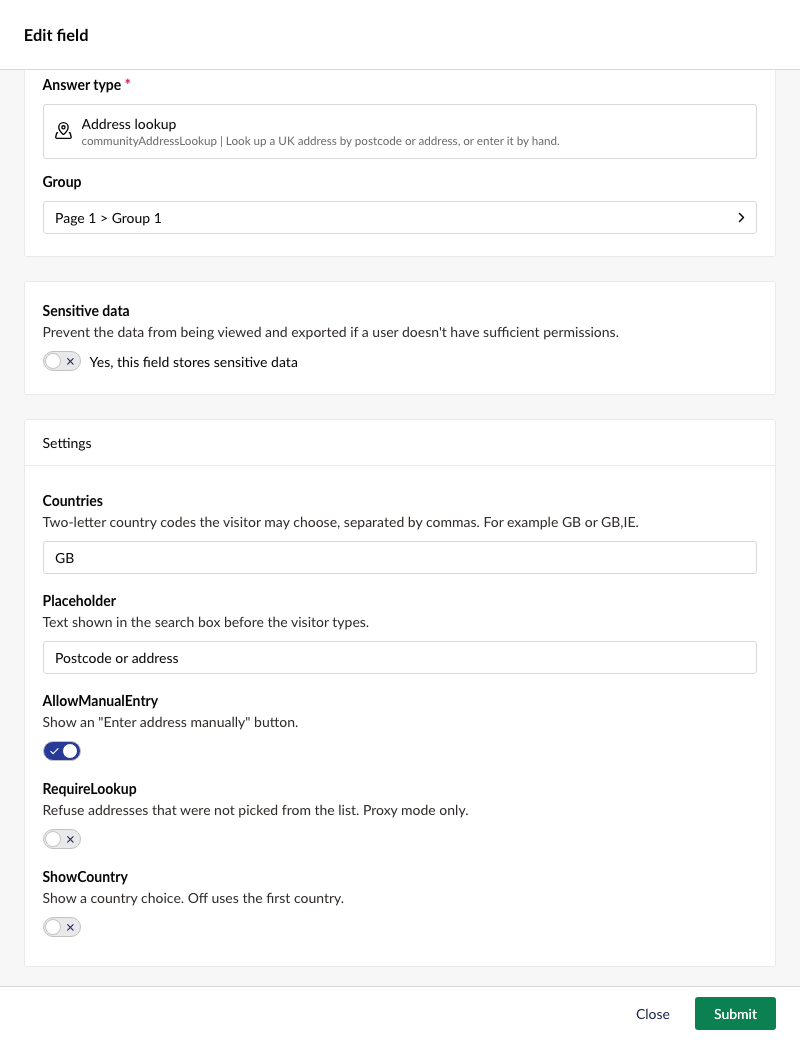 Edit field
Answer type *
Address lookup
communityAddressLookup | Look up a UK address by postcode or address, or enter it by hand.
Group
Page 1 > Group 1
Sensitive data
Prevent the data from being viewed and exported if a user doesn't have sufficient permissions.
Yes, this field stores sensitive data
Settings
Countries
Two-letter country codes the visitor may choose, separated by commas. For example GB or GB,IE.
GB
Placeholder
Text shown in the search box before the visitor types.
Postcode or address
AllowManualEntry
Show an "Enter address manually" button.
RequireLookup
Refuse addresses that were not picked from the list. Proxy mode only.
ShowCountry
Show a country choice. Off uses the first country.
Close
Submit